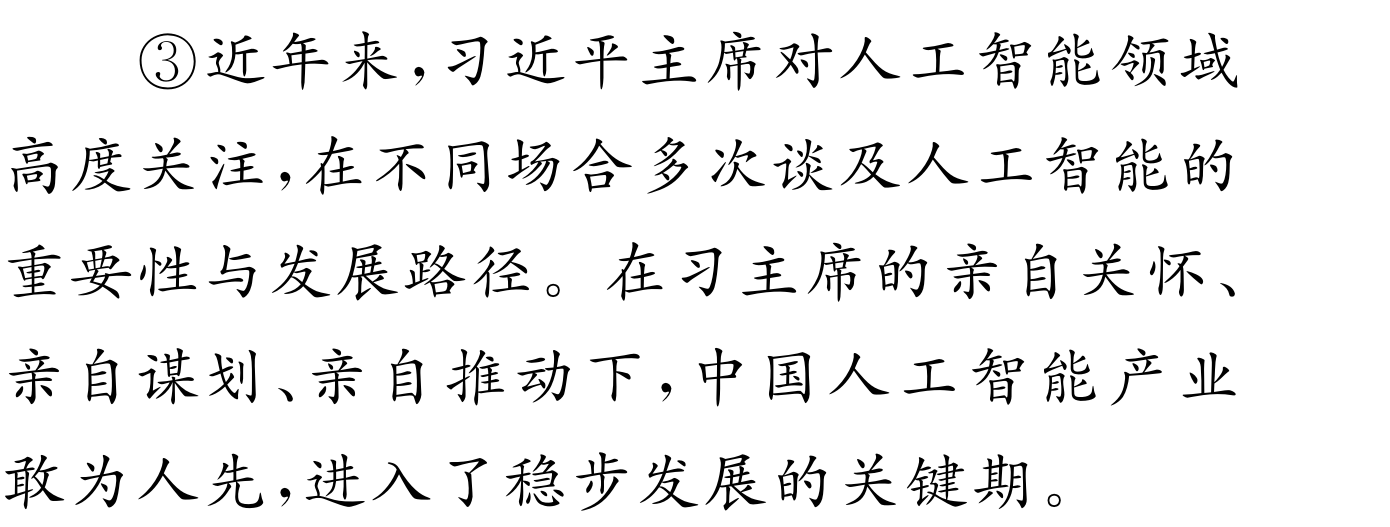 ③近年来,习近平主席对人工智能领域
高度关注,在不同场合多次谈及人工智能的
重要性与发展路径。在习主席的亲自关怀、
亲自谋划、亲自推动下,中国人工智能产业
敢为人先,进入了稳步发展的关键期。